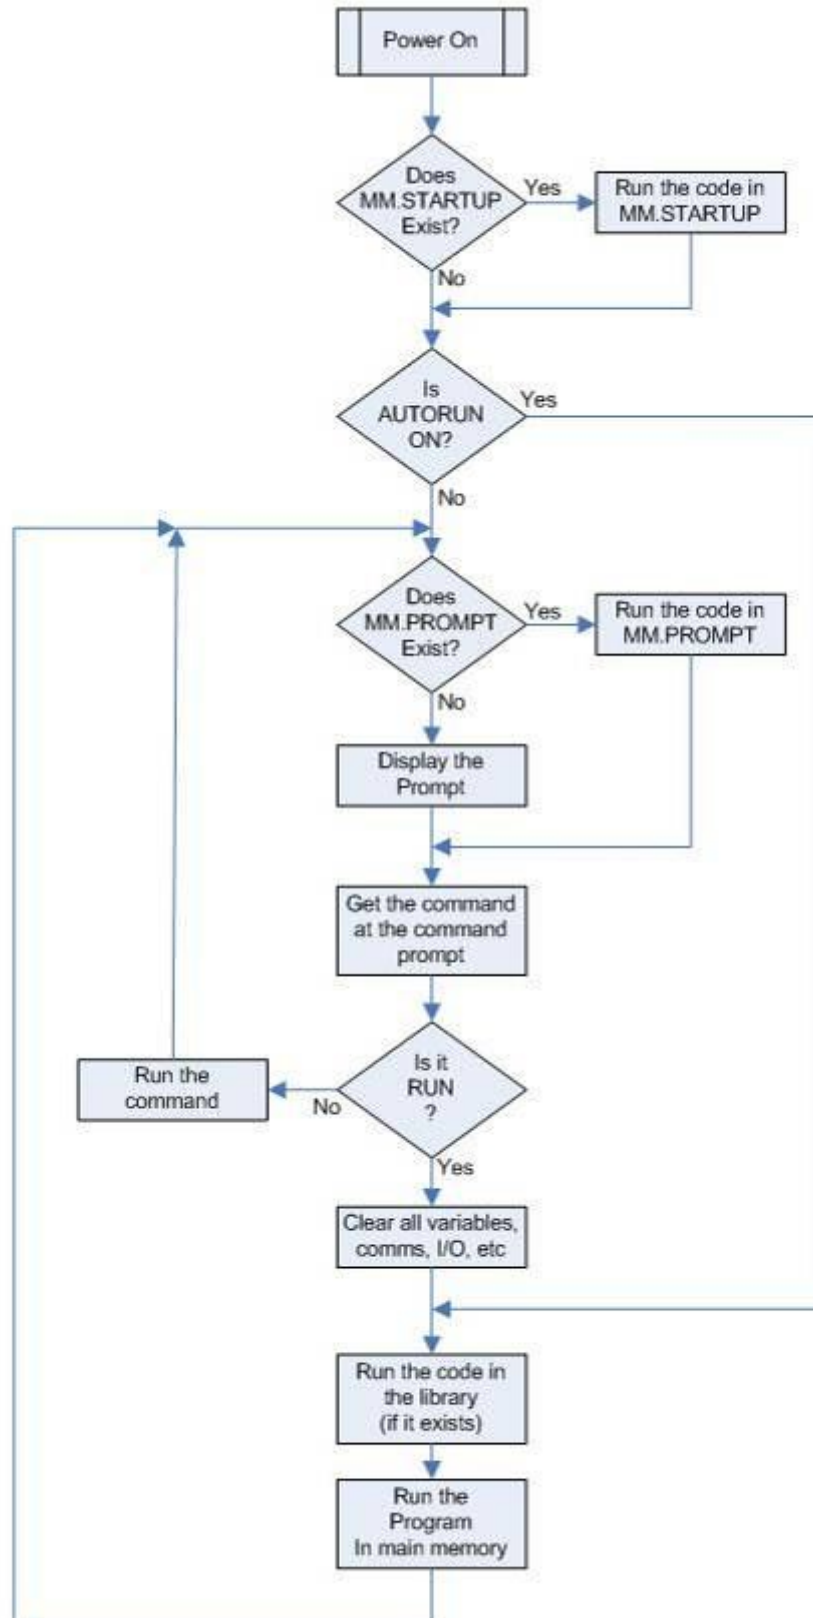 Power On
Does
MM.STARTUP
Exist?
Yes
Run the code in
MM.STARTUP
No
Is
AUTORUN
ON?
Yes
No
Does
MM.PROMPT
Exist?
Yes
Run the code in
MM.PROMPT
No
Display the
Prompt
Get the command
at the command
prompt
Is it
RUN
?
No
Run the
command
Yes
Clear all variables,
comms, I/O, etc
Run the code in
the library
(if it exists)
Run the
Program
In main memory